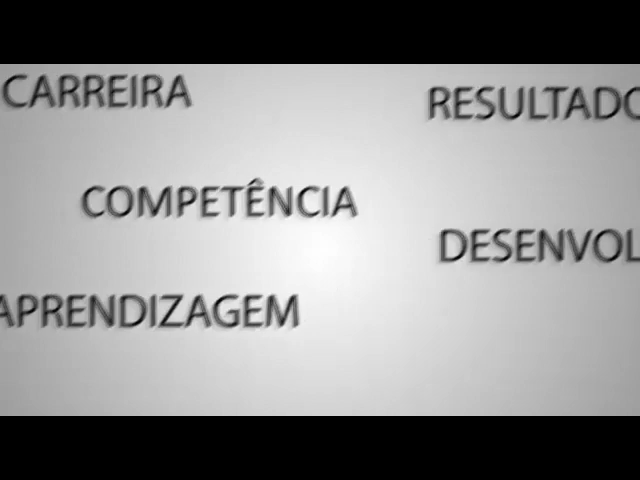 CARREIRA
RESULTADO
COMPETÊNCIA
DESENVOL
APRENDIZAGEM